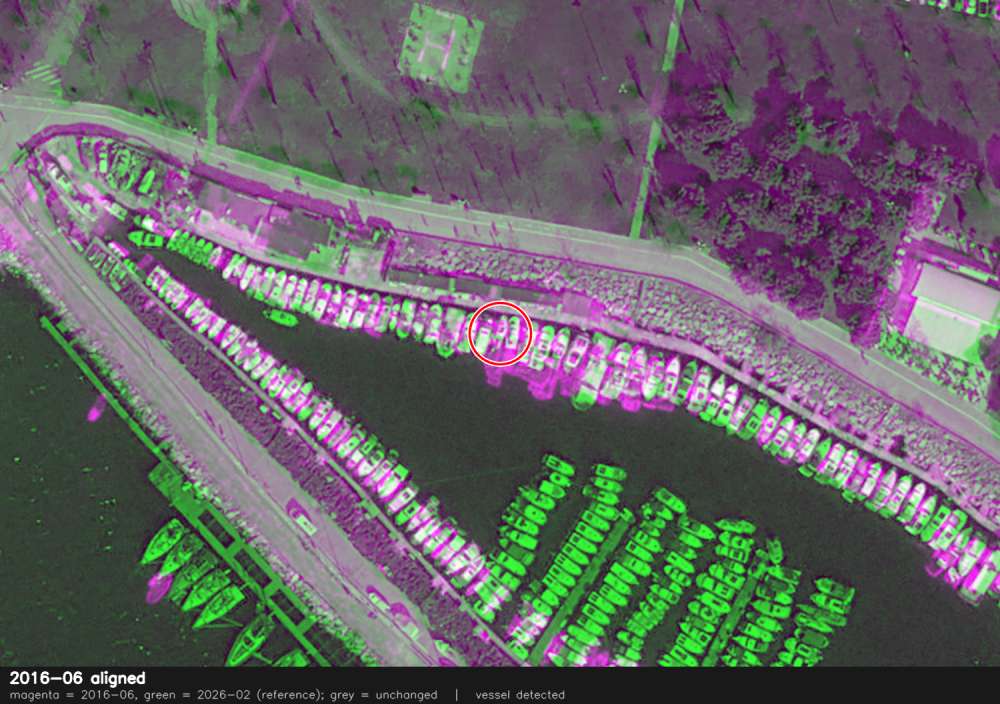 2016-06 aligned
magenta = 2016-06, green = 2026-02 (reference); grey = unchanged | vessel detected